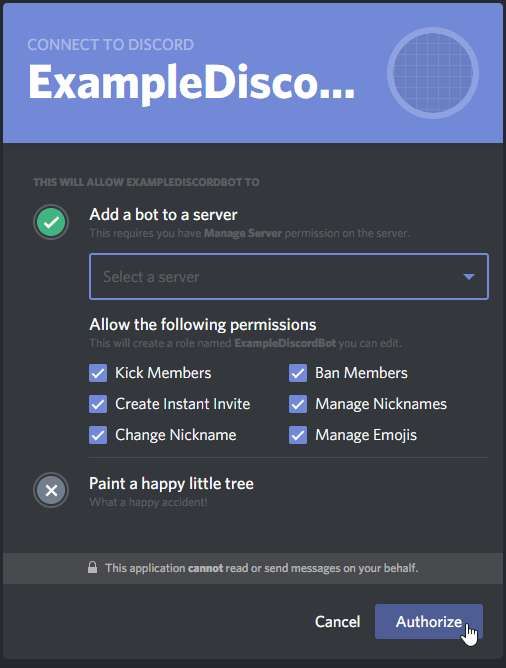 CONNECT TO DISCORD
ExampleDisco...
THIS WILL ALLOW EXAMPLEDISCORDBOT TO
Add a bot to a server
This requires you have Manage Server permission on the server.
Select a server
Allow the following permissions
This will create a role named ExampleDiscordBot you can edit.
Kick Members
Ban Members
Create Instant Invite
Manage Nicknames
Change Nickname
Manage Emojis
Paint a happy little tree
What a happy accident!
This application cannot read or send messages on your behalf.
Cancel
Authorize